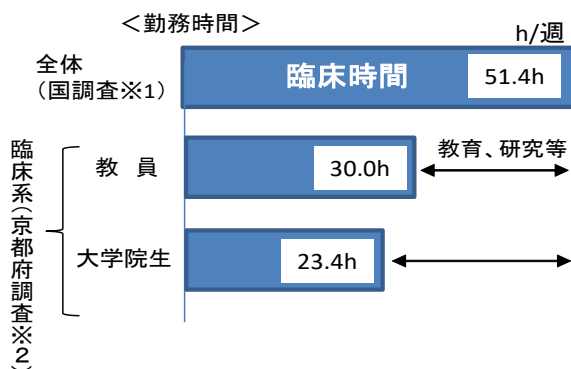 ＜勤務時間＞
h/週
全体
（国調査※1）
臨床時間
51.4h
臨床系（京都府調査※2）
教　員
30.0h
教育、研究等
大学院生
23.4h